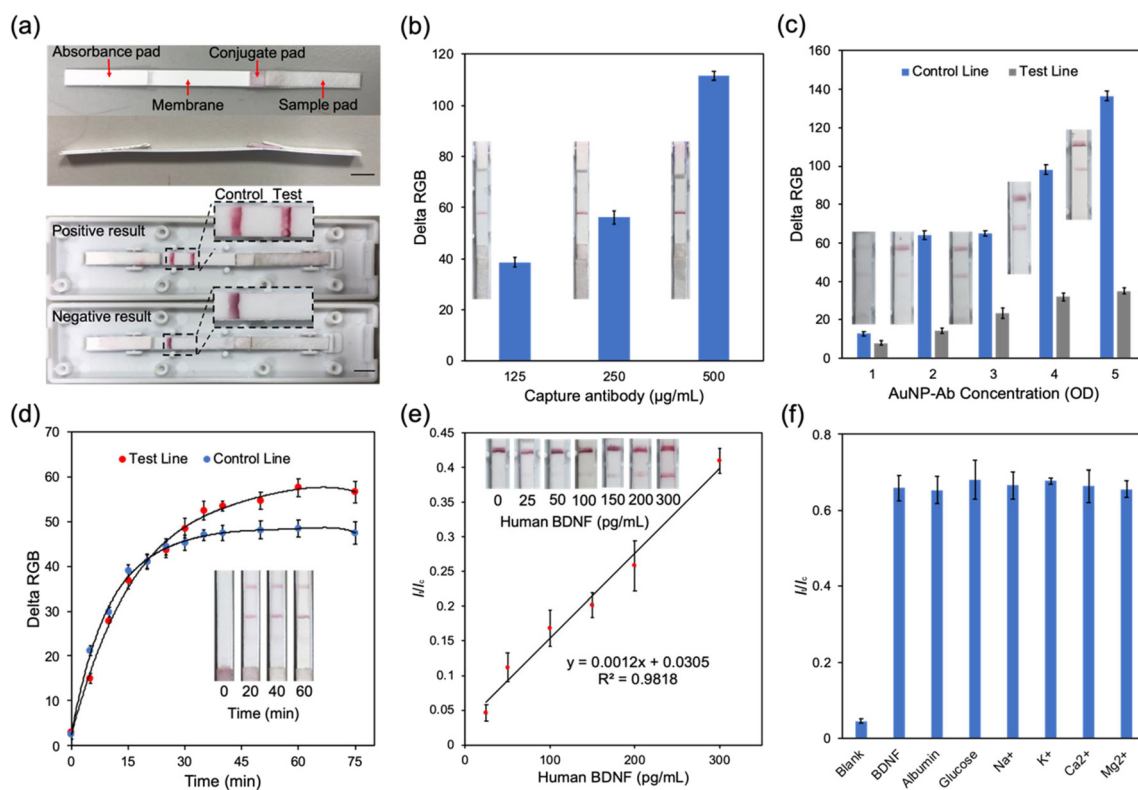 (a)
Absorbance pad
Conjugate pad
Membrane
Sample pad
Control Test
Positive result
Negative result
(b)
Delta RGB
140
120
100
80
60
40
20
0
125 250 500
Capture antibody (µg/mL)
(c)
Delta RGB
160
140
120
100
80
60
40
20
0
Control Line Test Line
1 2 3 4 5
AuNP-Ab Concentration (OD)
(d)
Delta RGB
70
60
50
40
30
20
10
0
Test Line Control Line
0 20 40 60
Time (min)
0 15 30 45 60 75
Time (min)
(e)
Iₜ/I꜀
0.45
0.4
0.35
0.3
0.25
0.2
0.15
0.1
0.05
0
0 25 50 100 150 200 300
Human BDNF (pg/mL)
y = 0.0012x + 0.0305
R² = 0.9818
0 100 200 300
Human BDNF (pg/mL)
(f)
Iₜ/I꜀
0.8
0.6
0.4
0.2
0.0
Blank
BDNF
Albumin
Glucose
Na+
K+
Ca2+
Mg2+